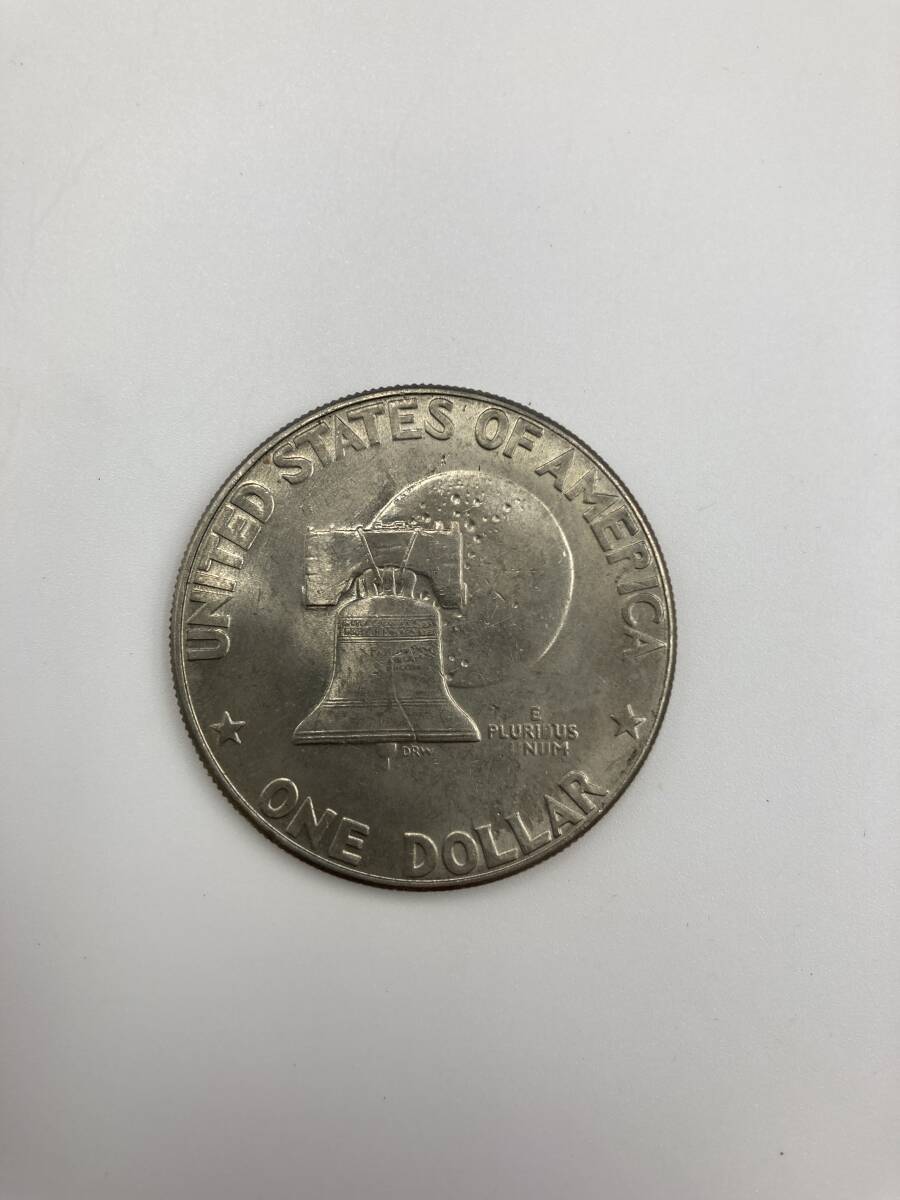 UNITED STATES OF AMERICA
DRW
E
PLURIBUS
UNUM
ONE DOLLAR